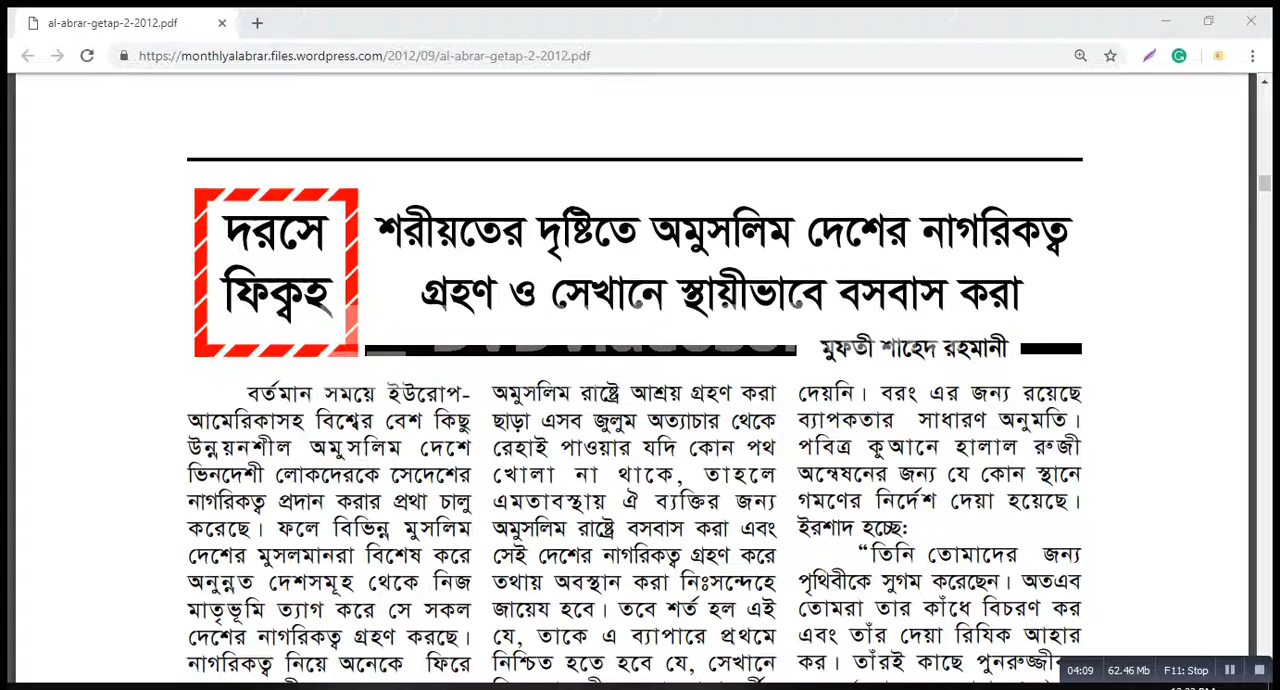 al-abrar-getap-2-2012.pdf
https://monthlyalabrar.files.wordpress.com/2012/09/al-abrar-getap-2-2012.pdf
দরসে
ফিক্বহ
শরীয়তের দৃষ্টিতে অমুসলিম দেশের নাগরিকত্ব
গ্রহণ ও সেখানে স্থায়ীভাবে বসবাস করা
মুফতী শাহেদ রহমানী
বর্তমান সময়ে ইউরোপ-
আমেরিকাসহ বিশ্বের বেশ কিছু
উন্নয়নশীল অমুসলিম দেশে
ভিনদেশী লোকদেরকে সেদেশের
নাগরিকত্ব প্রদান করার প্রথা চালু
করেছে। ফলে বিভিন্ন মুসলিম
দেশের মুসলমানরা বিশেষ করে
অনুন্নত দেশসমূহ থেকে নিজ
মাতৃভূমি ত্যাগ করে সে সকল
দেশের নাগরিকত্ব গ্রহণ করছে।
নাগরিকত্ব নিয়ে অনেকে ফিরে
অমুসলিম রাষ্ট্রে আশ্রয় গ্রহণ করা
ছাড়া এসব জুলুম অত্যাচার থেকে
রেহাই পাওয়ার যদি কোন পথ
খোলা না থাকে, তাহলে
এমতাবস্থায় ঐ ব্যক্তির জন্য
অমুসলিম রাষ্ট্রে বসবাস করা এবং
সেই দেশের নাগরিকত্ব গ্রহণ করে
তথায় অবস্থান করা নিঃসন্দেহে
জায়েয হবে। তবে শর্ত হল এই
যে, তাকে এ ব্যাপারে প্রথমে
নিশ্চিত হতে হবে যে, সেখানে
দেয়নি। বরং এর জন্য রয়েছে
ব্যাপকতার সাধারণ অনুমতি।
পবিত্র কুআনে হালাল রুজী
অন্বেষনের জন্য যে কোন স্থানে
গমণের নির্দেশ দেয়া হয়েছে।
ইরশাদ হচ্ছে:
“তিনি তোমাদের জন্য
পৃথিবীকে সুগম করেছেন। অতএব
তোমরা তার কাঁধে বিচরণ কর
এবং তাঁর দেয়া রিযিক আহার
কর। তাঁরই কাছে
04:09 62.46 Mb F11: Stop